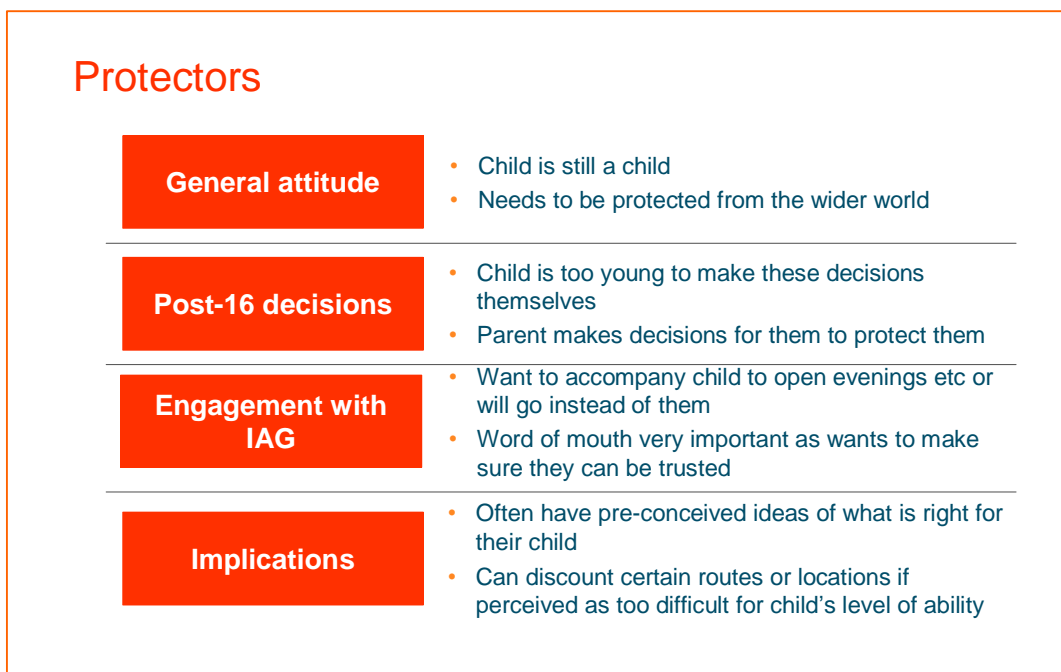 Protectors
General attitude
• Child is still a child
• Needs to be protected from the wider world
Post-16 decisions
• Child is too young to make these decisions
themselves
• Parent makes decisions for them to protect them
Engagement with
IAG
• Want to accompany child to open evenings etc or
will go instead of them
• Word of mouth very important as wants to make
sure they can be trusted
Implications
• Often have pre-conceived ideas of what is right for
their child
• Can discount certain routes or locations if
perceived as too difficult for child’s level of ability